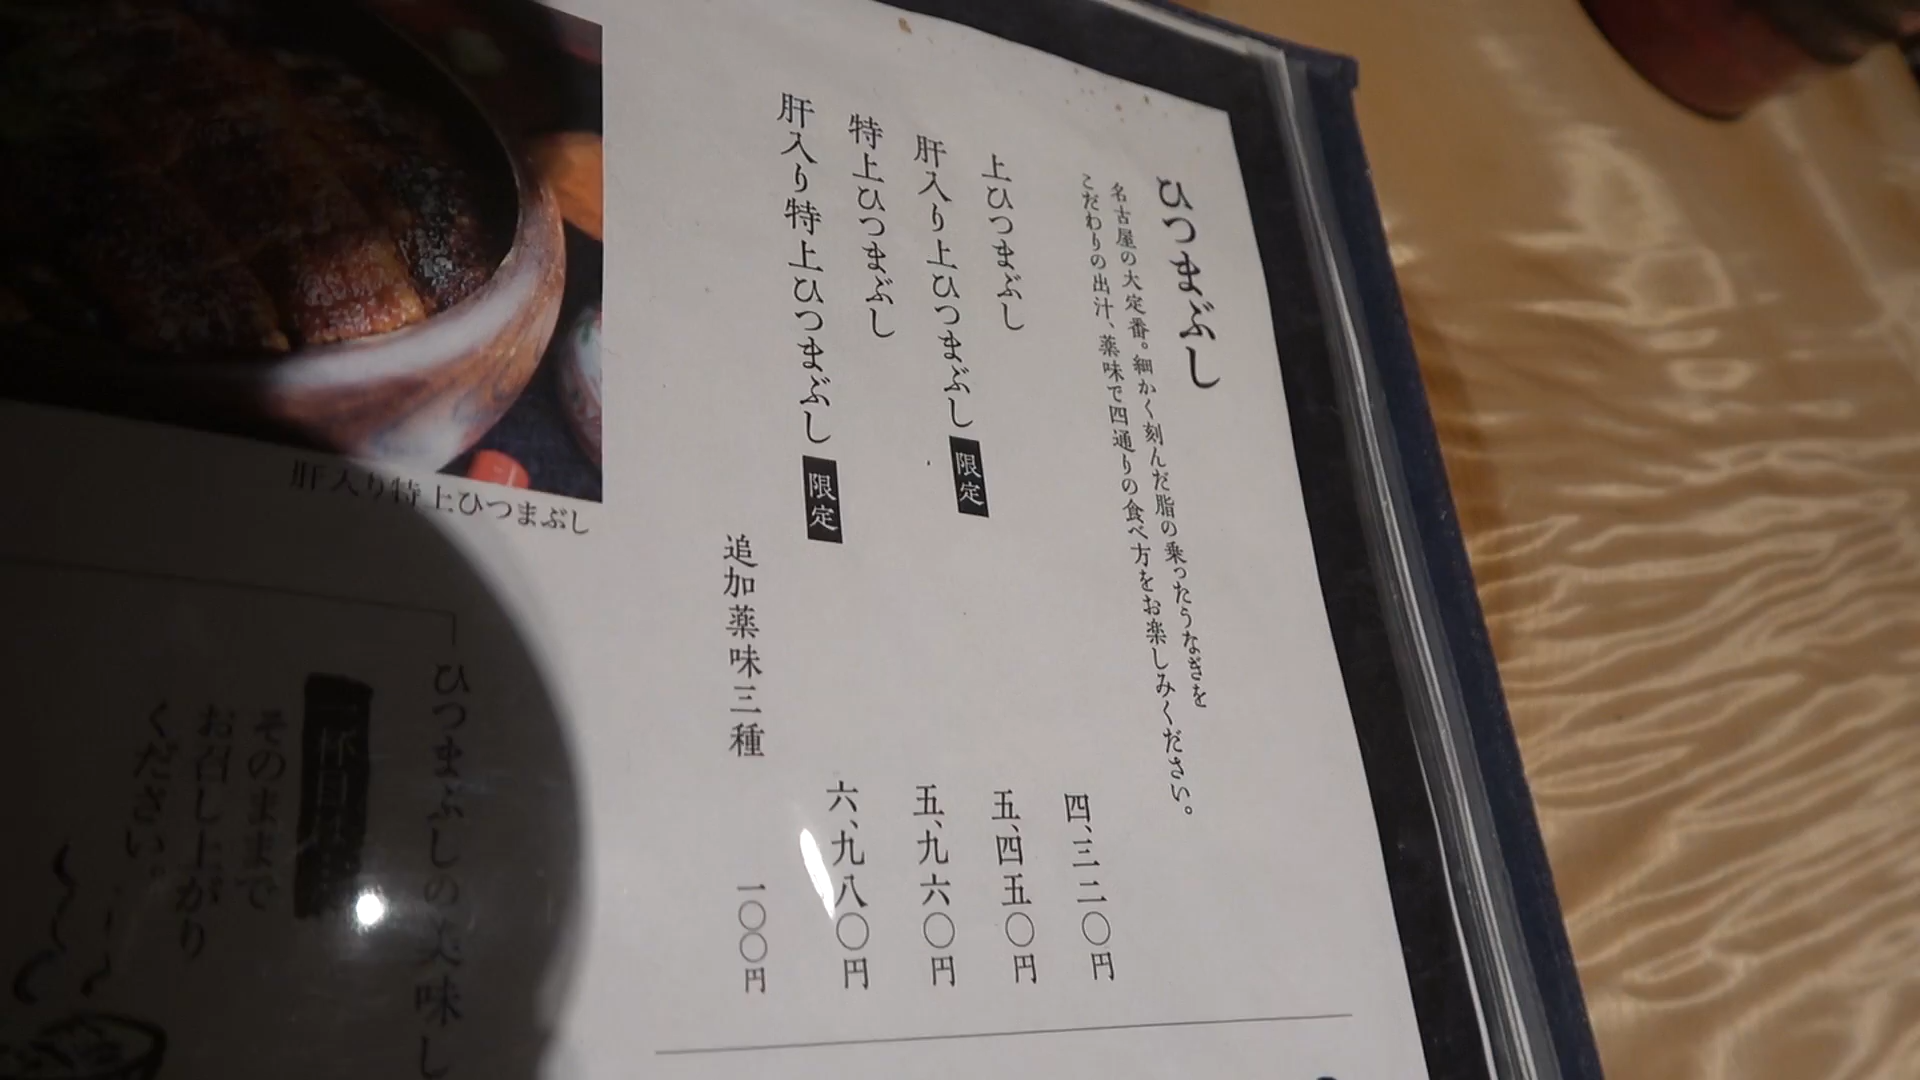 ひつまぶし
名古屋の大定番。細かく刻んだ脂の乗ったうなぎを
こだわりの出汁、薬味で四通りの食べ方をお楽しみください。
上ひつまぶし 四、三二〇円
肝入り上ひつまぶし 限定 五、四五〇円
特上ひつまぶし 五、九六〇円
肝入り特上ひつまぶし 限定 六、九八〇円
追加薬味三種 一〇〇円
肝入り特上ひつまぶし
ひつまぶしの美味し
そのままで
お召し上がり
ください。